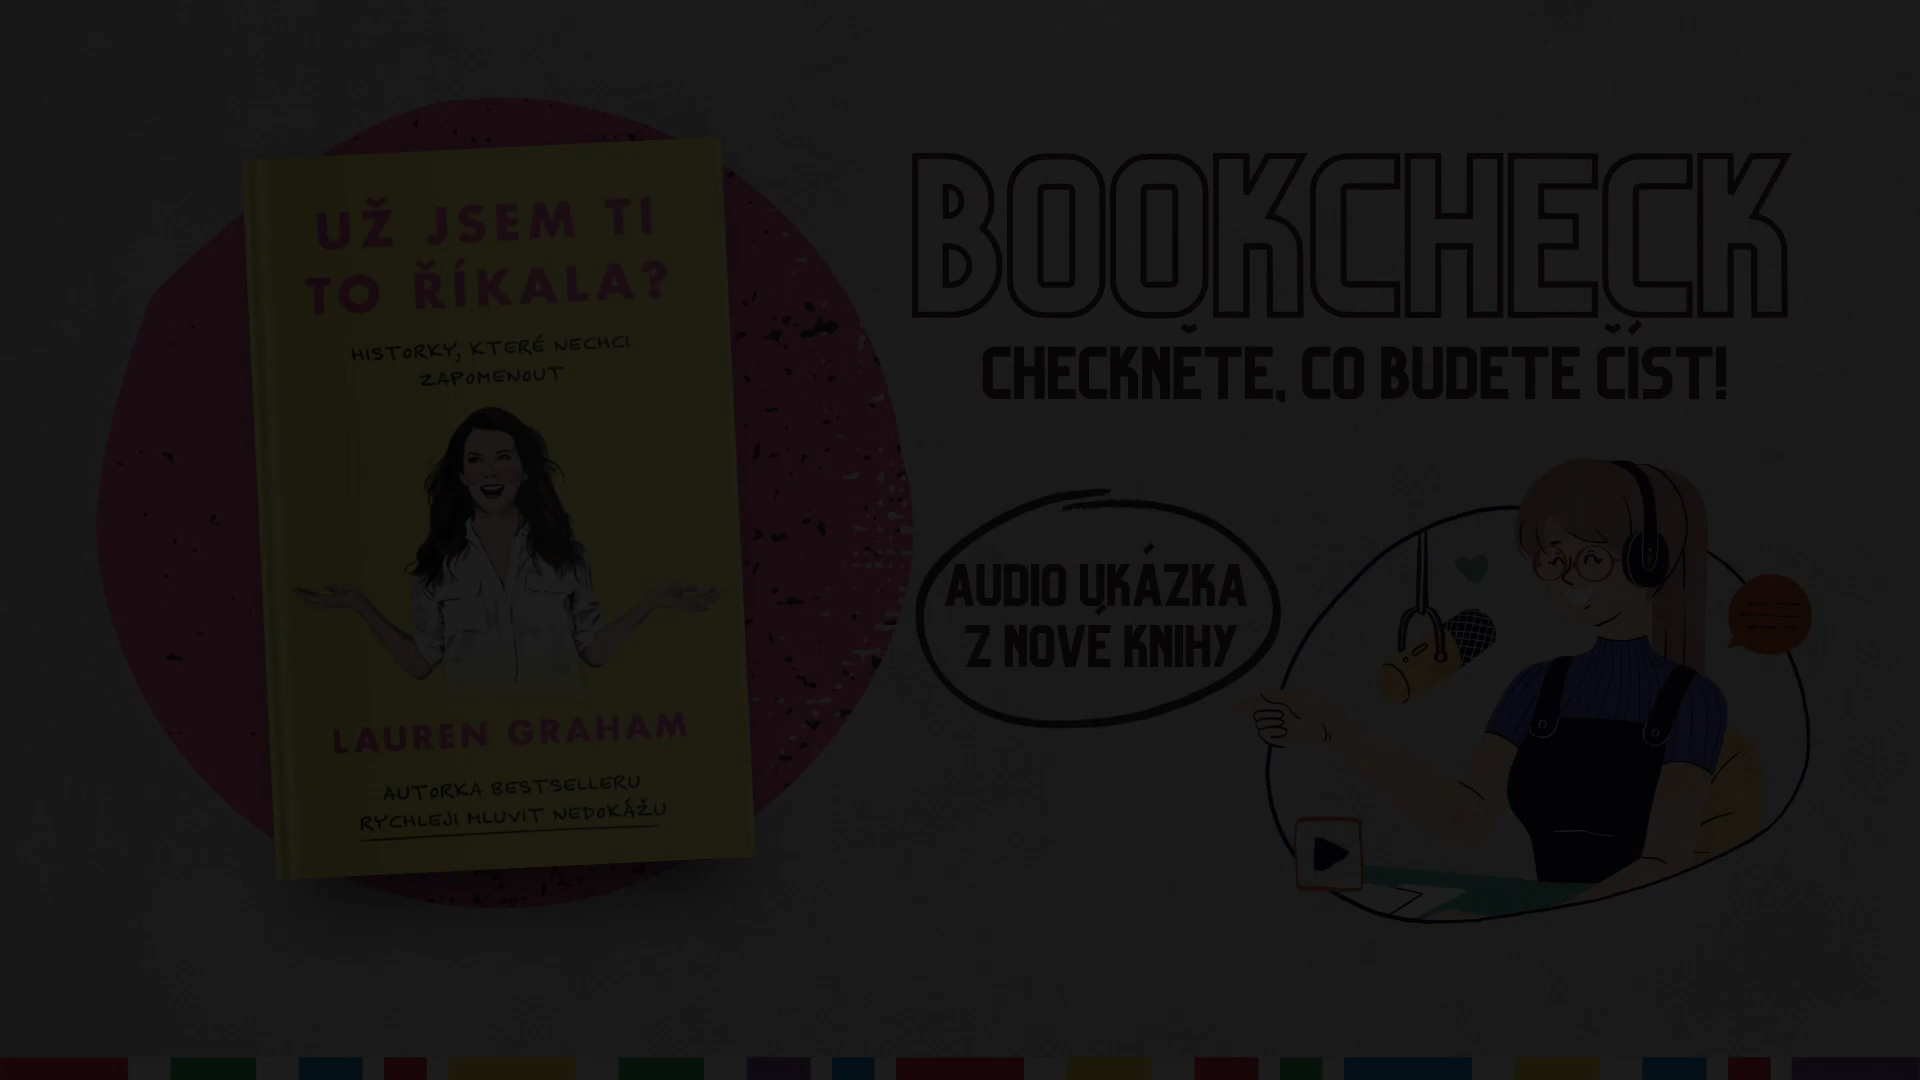 UŽ JSEM TI
TO ŘÍKALA?
HISTORKY, KTERÉ NECHCI
ZAPOMENOUT
LAUREN GRAHAM
AUTORKA BESTSELLERU
RYCHLEJI MLUVIT NEDOKÁŽU
BOOKCHECK
CHECKNĚTE, CO BUDETE ČÍST!
AUDIO UKÁZKA
Z NOVÉ KNIHY